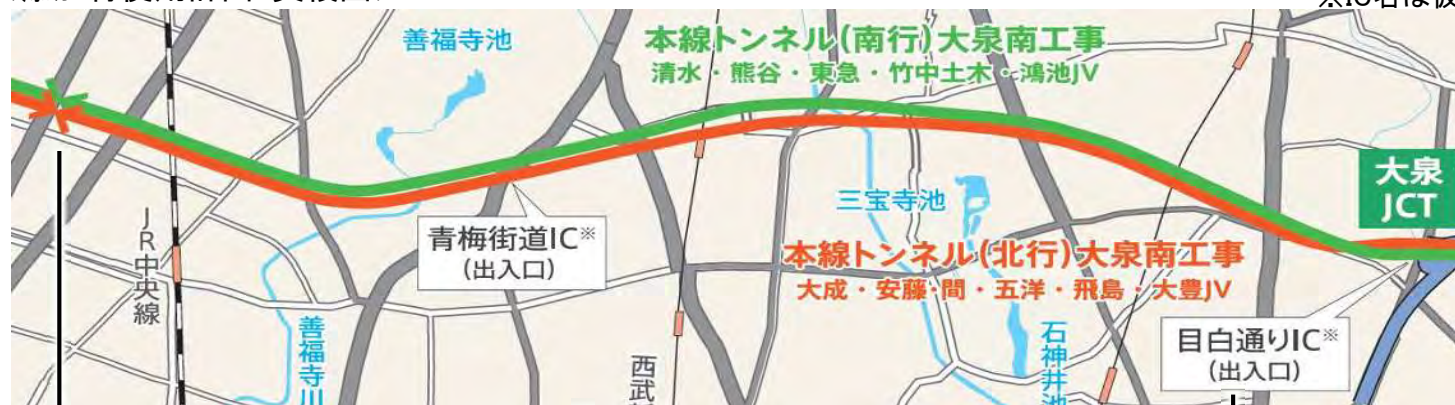 ※IC名は仮
善福寺池
本線トンネル(南行)大泉南工事
清水・熊谷・東急・竹中土木・鴻池JV
大泉
JCT
三宝寺池
JR中央線
青梅街道IC※
(出入口)
本線トンネル(北行)大泉南工事
大成・安藤・間・五洋・飛島・大豊JV
善福寺川
西武
石神井池
目白通りIC※
(出入口)